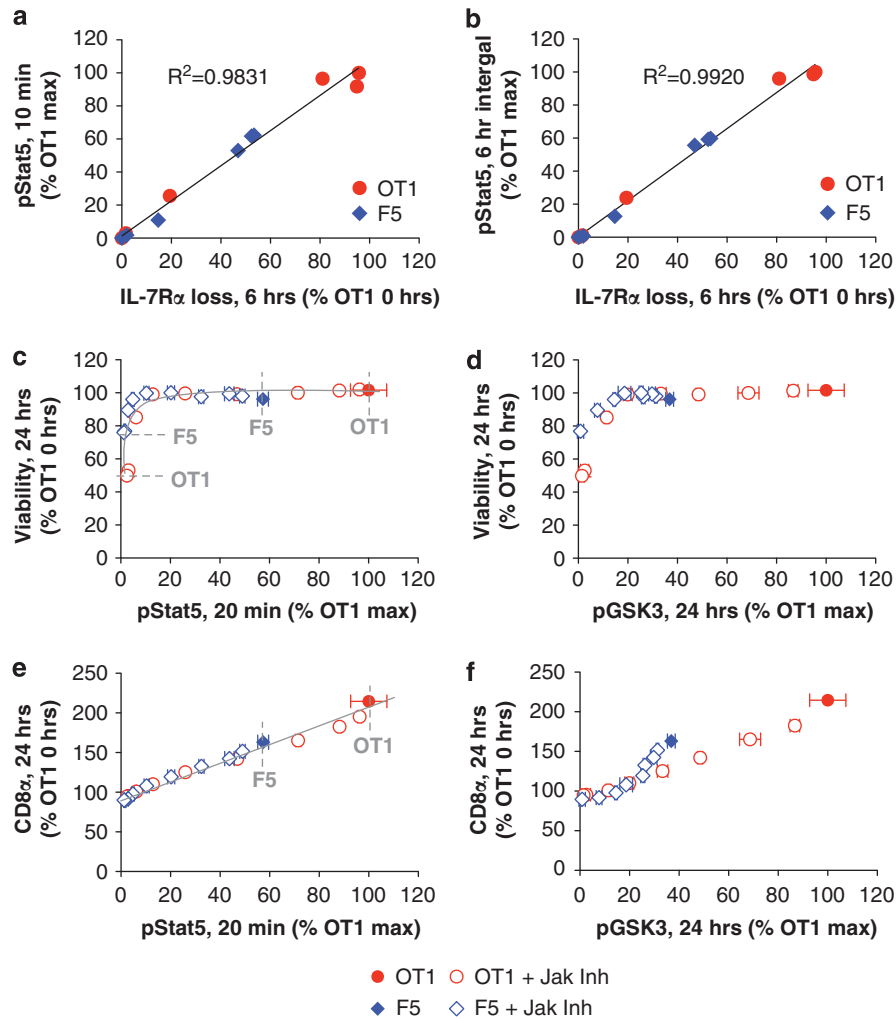 a
pStat5, 10 min
(% OT1 max)
120
100
80
60
40
20
0
R²=0.9831
OT1
F5
0 20 40 60 80 100 120
IL-7Rα loss, 6 hrs (% OT1 0 hrs)
b
pStat5, 6 hr intergal
(% OT1 max)
120
100
80
60
40
20
0
R²=0.9920
OT1
F5
0 20 40 60 80 100 120
IL-7Rα loss, 6 hrs (% OT1 0 hrs)
c
Viability, 24 hrs
(% OT1 0 hrs)
120
100
80
60
40
20
0
F5
OT1
F5
OT1
0 20 40 60 80 100 120
pStat5, 20 min (% OT1 max)
d
Viability, 24 hrs
(% OT1 0 hrs)
120
100
80
60
40
20
0
0 20 40 60 80 100 120
pGSK3, 24 hrs (% OT1 max)
e
CD8α, 24 hrs
(% OT1 0 hrs)
250
200
150
100
50
0
F5
OT1
0 20 40 60 80 100 120
pStat5, 20 min (% OT1 max)
f
CD8α, 24 hrs
(% OT1 0 hrs)
250
200
150
100
50
0
0 20 40 60 80 100 120
pGSK3, 24 hrs (% OT1 max)
OT1 OT1 + Jak Inh
F5 F5 + Jak Inh